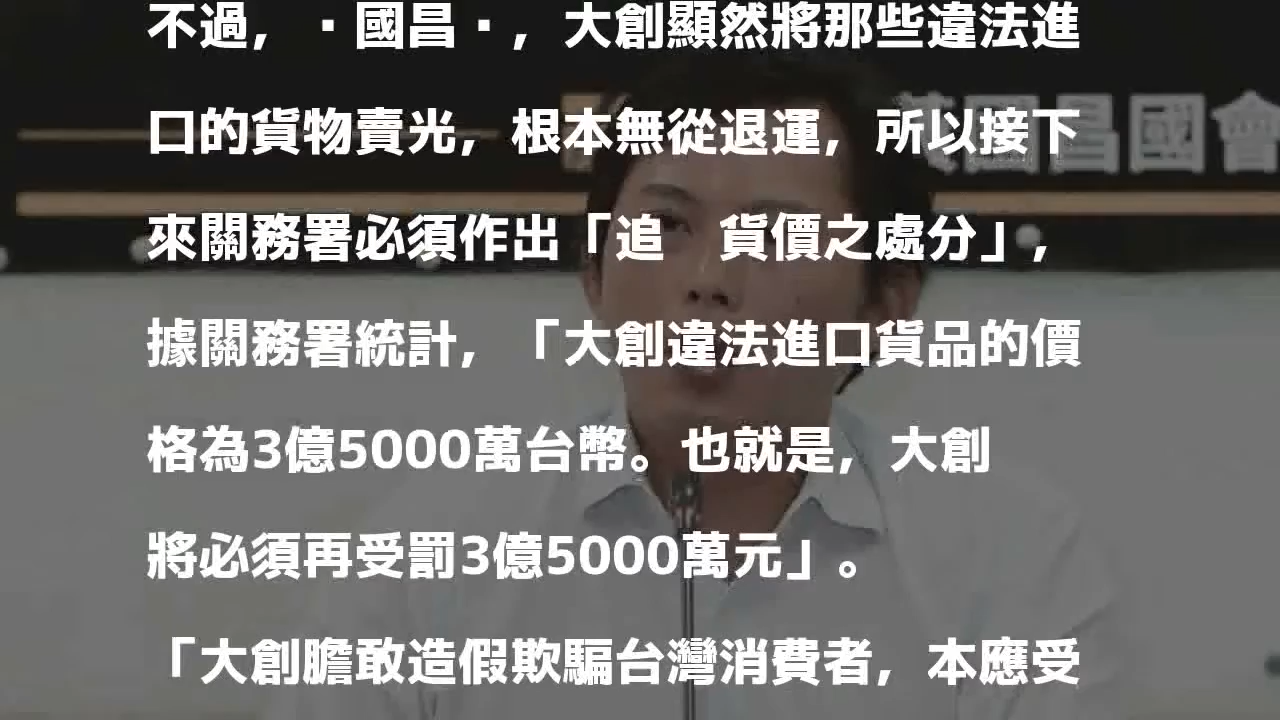 不過，·國昌·，大創顯然將那些違法進
口的貨物賣光，根本無從退運，所以接下
來關務署必須作出「追　貨價之處分」，
據關務署統計，「大創違法進口貨品的價
格為3億5000萬台幣。也就是，大創
將必須再受罰3億5000萬元」。
「大創膽敢造假欺騙台灣消費者，本應受
國昌國會